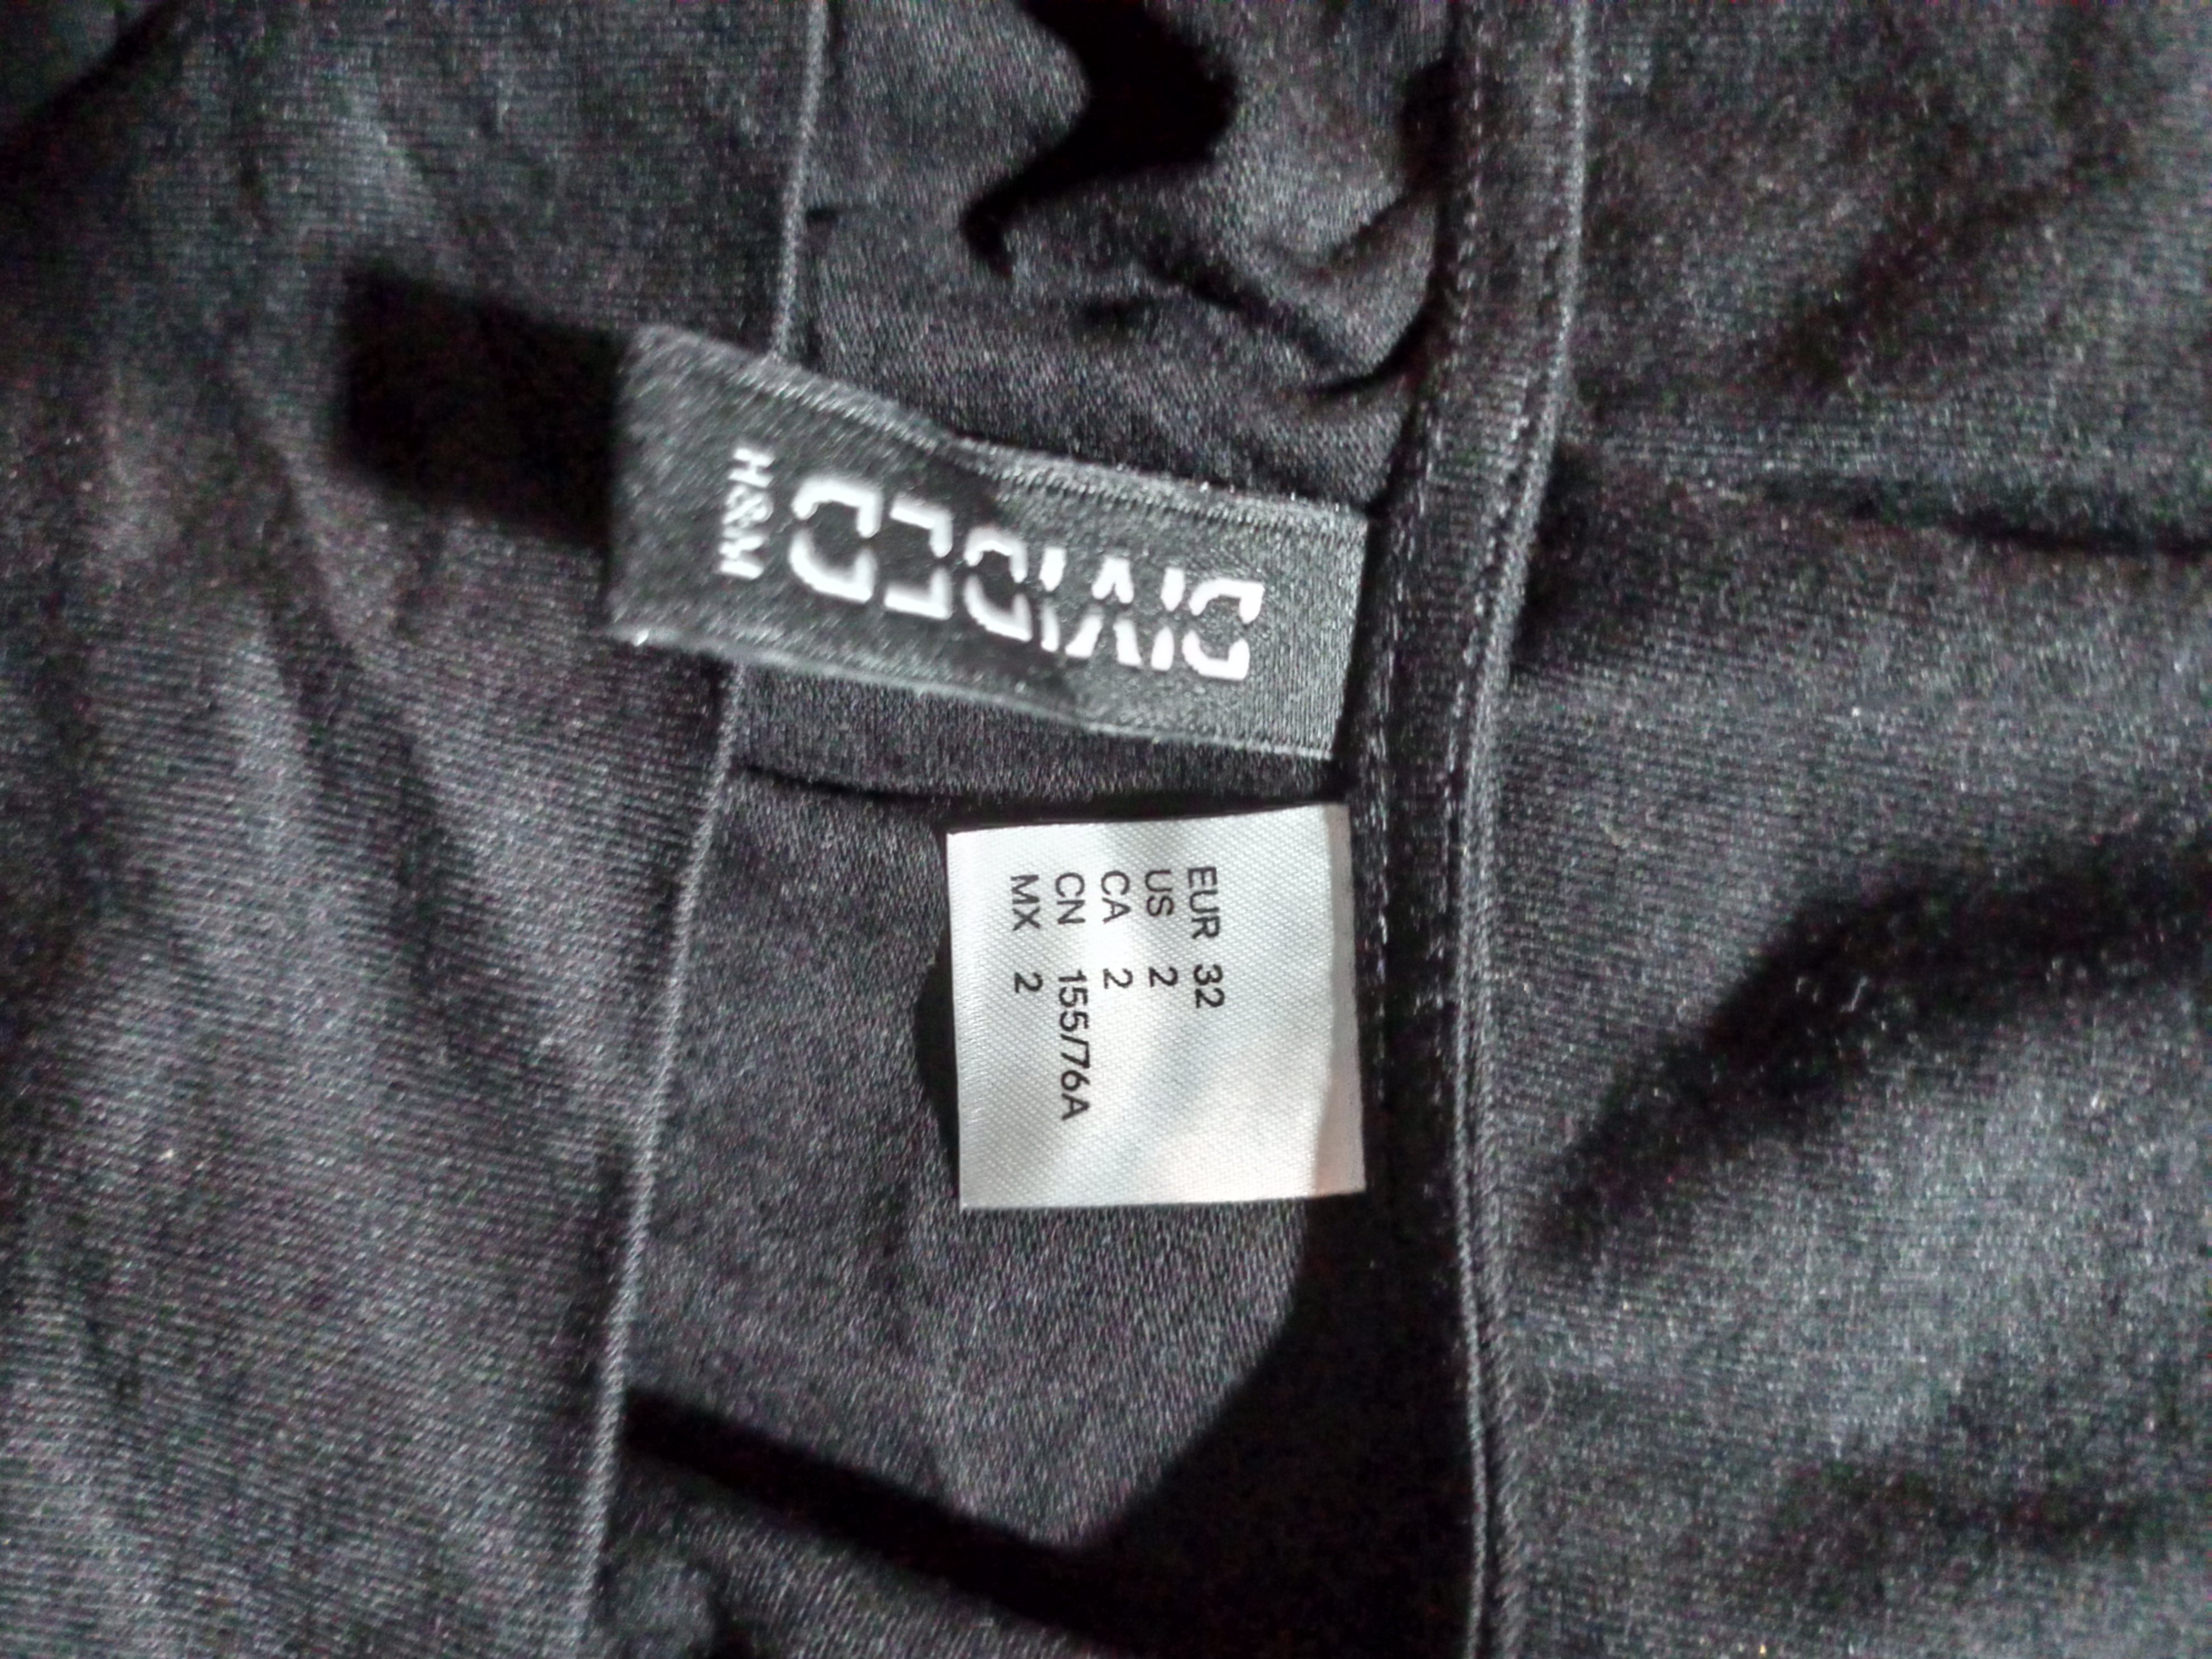 DIVIDED
H&M
EUR 32
US 2
CA 2
CN 155/76A
MX 2